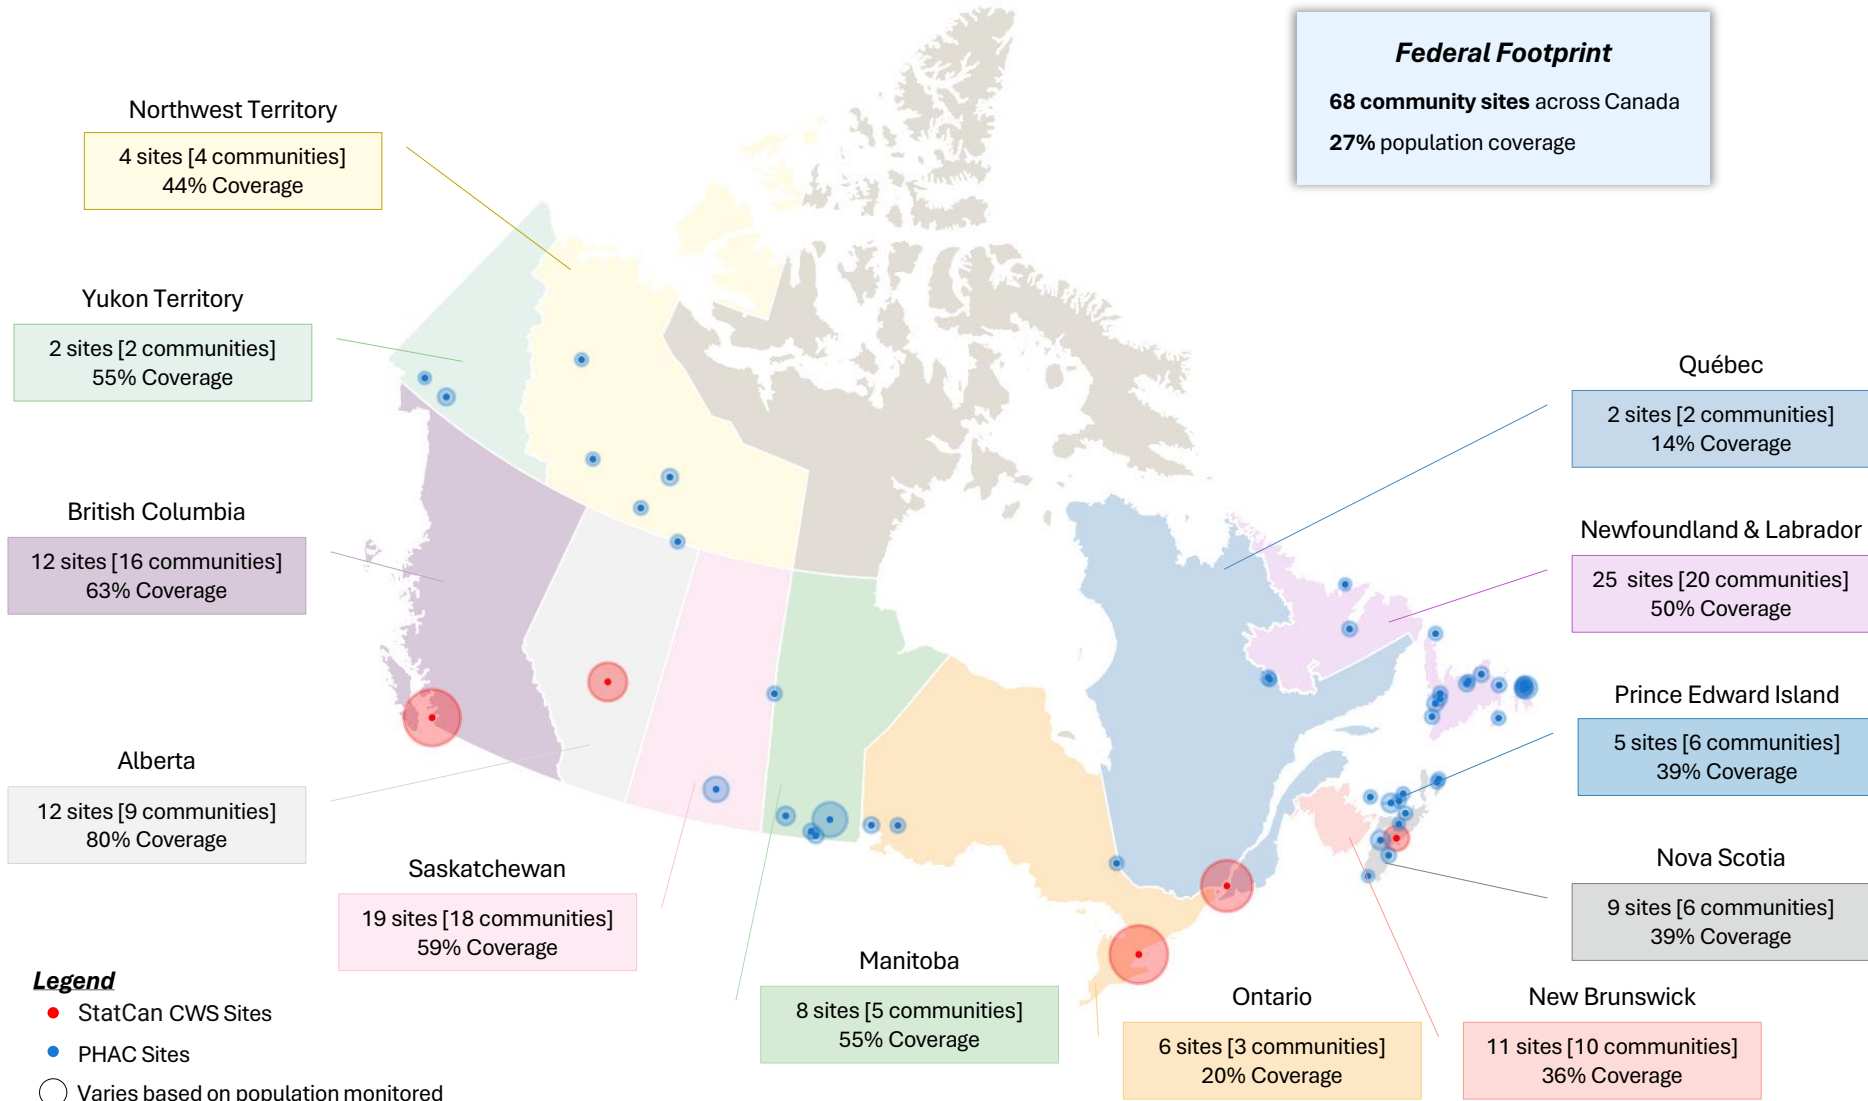 Federal Footprint
68 community sites across Canada
27% population coverage
Northwest Territory
4 sites [4 communities]
44% Coverage
Yukon Territory
2 sites [2 communities]
55% Coverage
British Columbia
12 sites [16 communities]
63% Coverage
Alberta
12 sites [9 communities]
80% Coverage
Saskatchewan
19 sites [18 communities]
59% Coverage
Manitoba
8 sites [5 communities]
55% Coverage
Ontario
6 sites [3 communities]
20% Coverage
Québec
2 sites [2 communities]
14% Coverage
Newfoundland & Labrador
25 sites [20 communities]
50% Coverage
Prince Edward Island
5 sites [6 communities]
39% Coverage
Nova Scotia
9 sites [6 communities]
39% Coverage
New Brunswick
11 sites [10 communities]
36% Coverage
Legend
StatCan CWS Sites
PHAC Sites
Varies based on population monitored